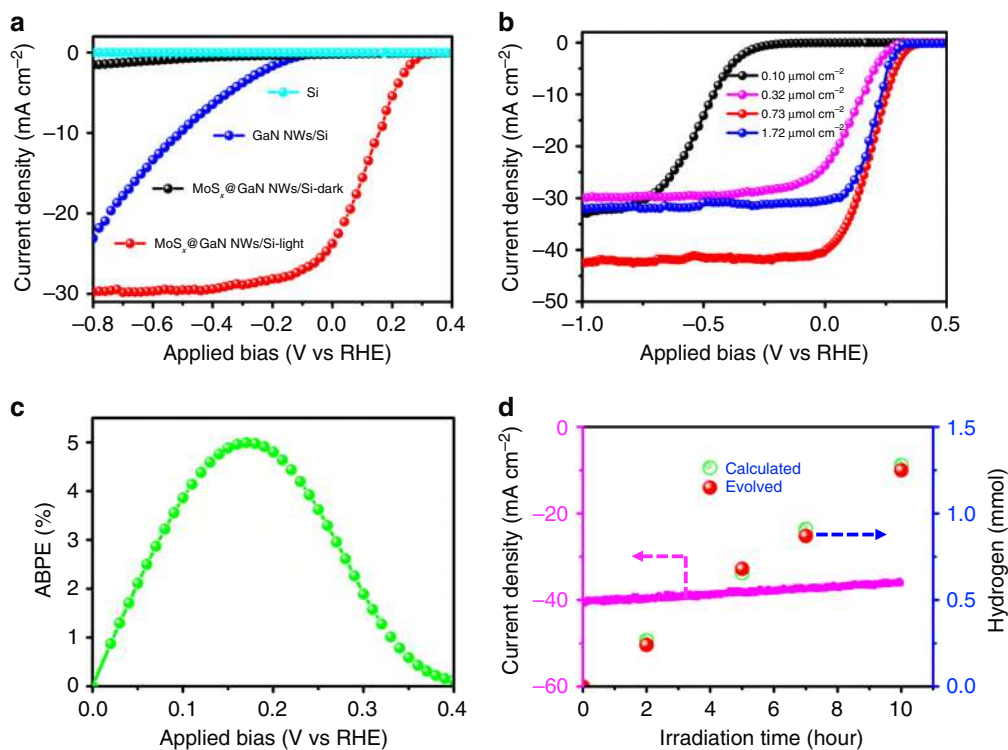 a
0
−10
−20
−30
Current density (mA cm−2)
Si
GaN NWs/Si
MoSx@GaN NWs/Si-dark
MoSx@GaN NWs/Si-light
−0.8 −0.6 −0.4 −0.2 0.0 0.2 0.4
Applied bias (V vs RHE)
b
0
−10
−20
−30
−40
−50
Current density (mA cm−2)
0.10 μmol cm−2
0.32 μmol cm−2
0.73 μmol cm−2
1.72 μmol cm−2
−1.0 −0.5 0.0 0.5
Applied bias (V vs RHE)
c
5
4
3
2
1
0
ABPE (%)
0.0 0.1 0.2 0.3 0.4
Applied bias (V vs RHE)
d
−0
−20
−40
−60
Current density (mA cm−2)
Calculated
Evolved
1.5
1.0
0.5
0.0
Hydrogen (mmol)
0 2 4 6 8 10
Irradiation time (hour)